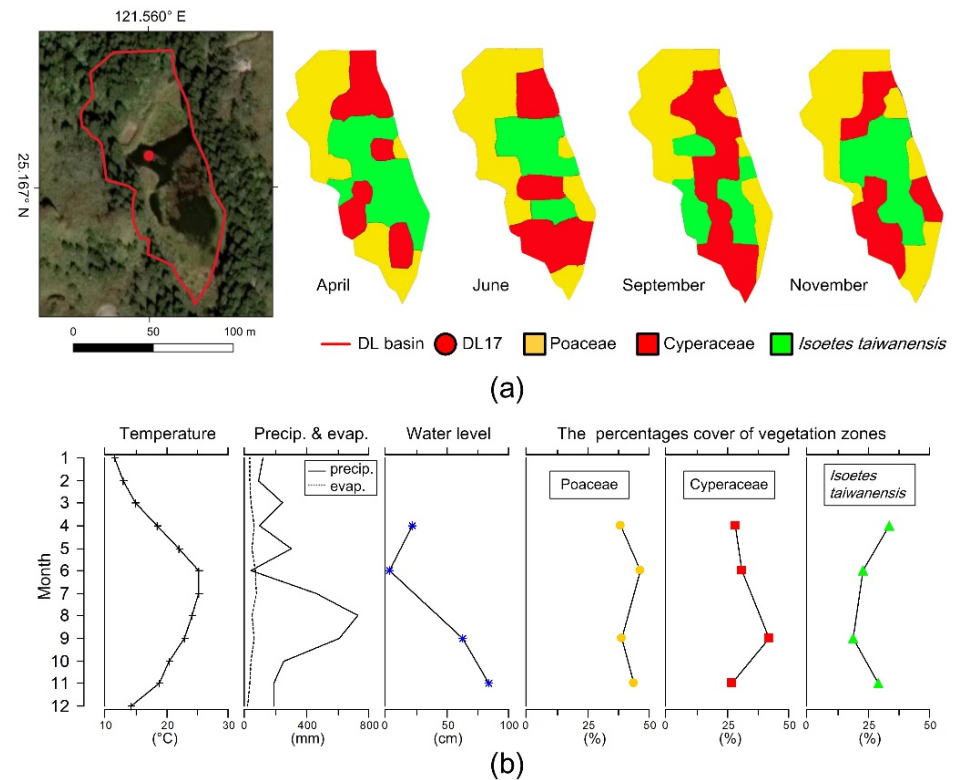 121.560° E
25.167° N
April
June
September
November
0 50 100 m
DL basin DL17 Poaceae Cyperaceae Isoetes taiwanensis
(a)
Temperature Precip. & evap. Water level The percentages cover of vegetation zones
precip.
evap.
Poaceae
Cyperaceae
Isoetes
taiwanensis
Month
1
2
3
4
5
6
7
8
9
10
11
12
10 20 30 0 400 800 0 50 100 0 50 0 50 0 50
(°C) (mm) (cm) (%) (%) (%)
(b)